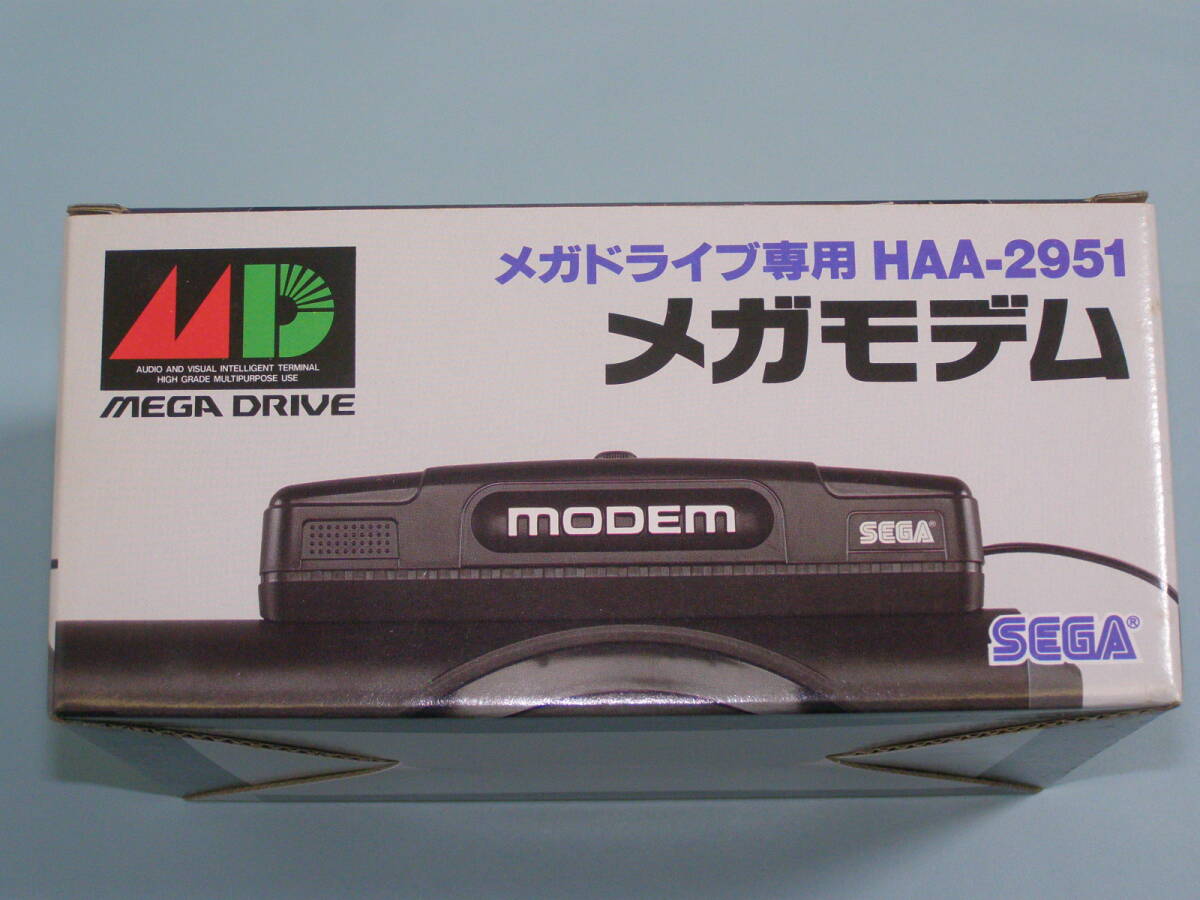 MD
AUDIO AND VISUAL INTELLIGENT TERMINAL
HIGH GRADE MULTIPURPOSE USE
MEGA DRIVE
メガドライブ専用 HAA-2951
メガモデム
MODEM
SEGA®
SEGA®